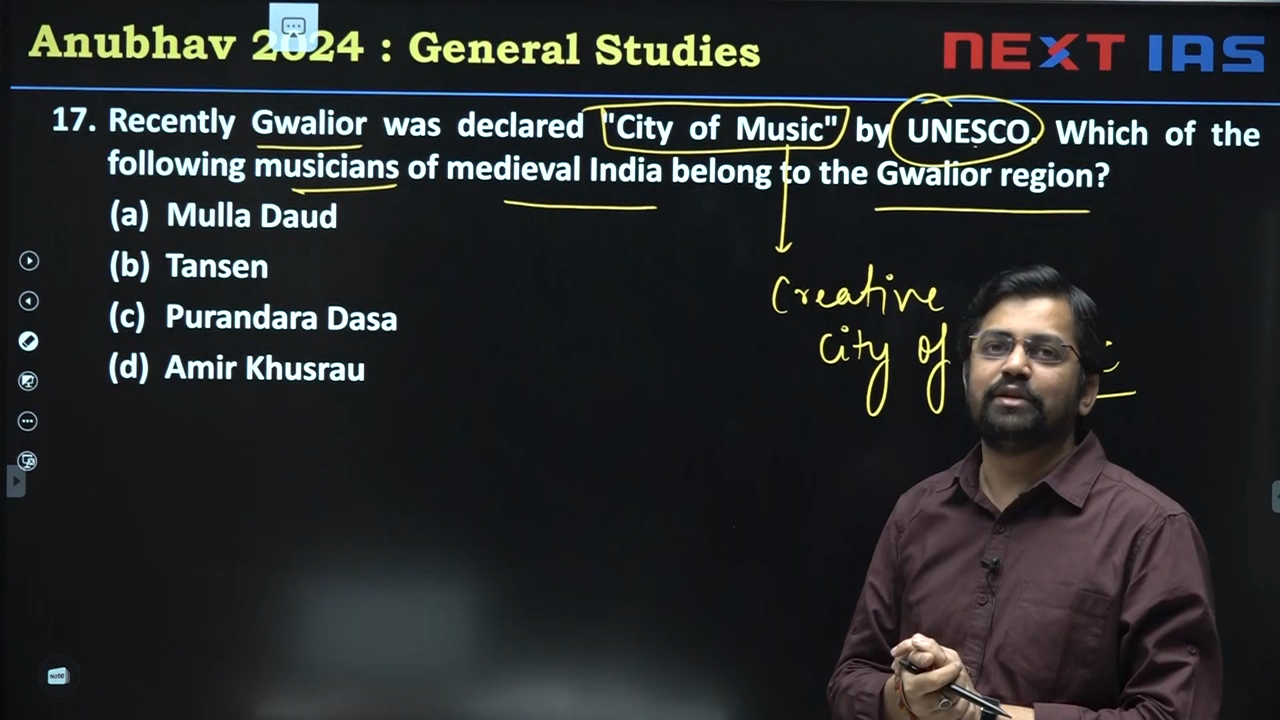 Anubhav 2024 : General Studies
NEXT IAS
17. Recently Gwalior was declared "City of Music" by UNESCO. Which of the
following musicians of medieval India belong to the Gwalior region?
(a) Mulla Daud
(b) Tansen
(c) Purandara Dasa
(d) Amir Khusrau
Creative
City of
Note